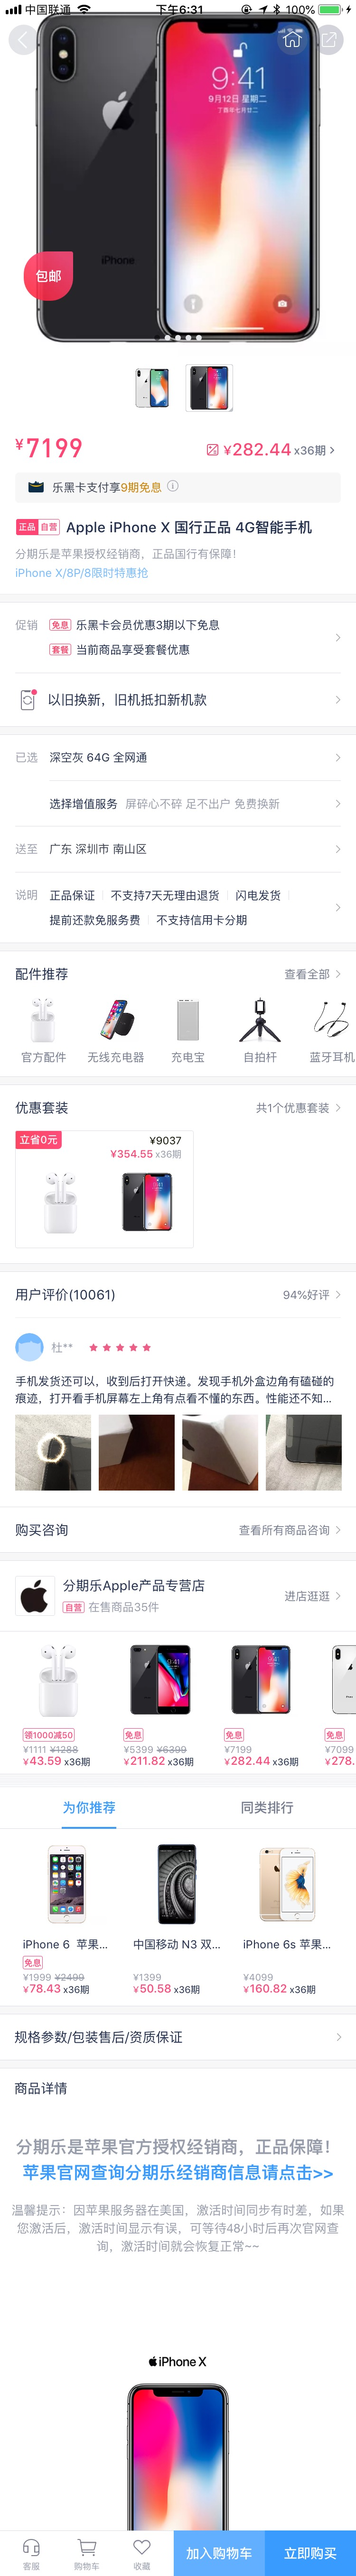 中国联通 下午6:31 100%
9:41
9月12日 星期二
丁酉年七月廿二
iPhone
包邮
¥7199
¥282.44x36期
乐黑卡支付享9期免息
正品 自营 Apple iPhone X 国行正品 4G智能手机
分期乐是苹果授权经销商，正品国行有保障！
iPhone X/8P/8限时特惠抢
促销 免息 乐黑卡会员优惠3期以下免息
套餐 当前商品享受套餐优惠
以旧换新，旧机抵扣新机款
已选 深空灰 64G 全网通
选择增值服务 屏碎心不碎 足不出户 免费换新
送至 广东 深圳市 南山区
说明 正品保证 不支持7天无理由退货 闪电发货
提前还款免服务费 不支持信用卡分期
配件推荐 查看全部
官方配件 无线充电器 充电宝 自拍杆 蓝牙耳机
优惠套装 共1个优惠套装
立省0元 ¥9037
¥354.55 x36期
用户评价(10061) 94%好评
杜**
手机发货还可以，收到后打开快递。发现手机外盒边角有磕碰的
痕迹，打开看手机屏幕左上角有点看不懂的东西。性能还不知...
购买咨询 查看所有商品咨询
分期乐Apple产品专营店
自营 在售商品35件
进店逛逛
领1000减50 免息 免息 免息
¥1111 ¥1288 ¥5399 ¥6399 ¥7199 ¥7099
¥43.59 x36期 ¥211.82 x36期 ¥282.44 x36期 ¥278.
为你推荐 同类排行
iPhone 6 苹果... 中国移动 N3 双... iPhone 6s 苹果...
免息
¥1999 ¥2499 ¥1399 ¥4099
¥78.43 x36期 ¥50.58 x36期 ¥160.82 x36期
规格参数/包装售后/资质保证
商品详情
分期乐是苹果官方授权经销商，正品保障！
苹果官网查询分期乐经销商信息请点击>>
温馨提示：因苹果服务器在美国，激活时间同步有时差，如果
您激活后，激活时间显示有误，可等待48小时后再次官网查
询，激活时间就会恢复正常~~
iPhone X
客服 购物车 收藏 加入购物车 立即购买